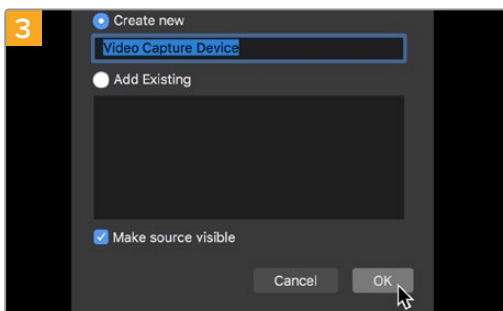 3
Create new
Video Capture Device
Add Existing
Make source visible
Cancel OK